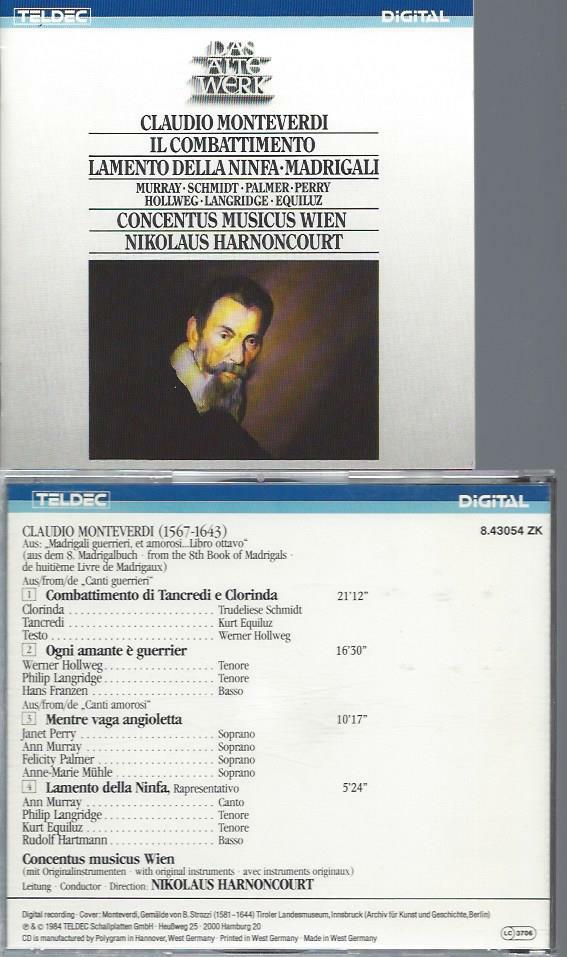 TELDEC DIGITAL
DAS
ALTE
WERK
CLAUDIO MONTEVERDI
IL COMBATTIMENTO
LAMENTO DELLA NINFA·MADRIGALI
MURRAY·SCHMIDT·PALMER·PERRY
HOLLWEG·LANGRIDGE·EQUILUZ
CONCENTUS MUSICUS WIEN
NIKOLAUS HARNONCOURT
TELDEC DIGITAL
CLAUDIO MONTEVERDI (1567-1643) 8.43054 ZK
Aus: „Madrigali guerrieri, et amorosi...Libro ottavo“
(aus dem 8. Madrigalbuch · from the 8th Book of Madrigals ·
de huitième Livre de Madrigaux)
Aus/from/de „Canti guerrieri“
1 Combattimento di Tancredi e Clorinda 21'12”
Clorinda ........................ Trudeliese Schmidt
Tancredi ........................ Kurt Equiluz
Testo ........................ Werner Hollweg
2 Ogni amante è guerrier 16'30”
Werner Hollweg ................ Tenore
Philip Langridge ................ Tenore
Hans Franzen ................ Basso
Aus/from/de „Canti amorosi“
3 Mentre vaga angioletta 10'17”
Janet Perry ................ Soprano
Ann Murray ................ Soprano
Felicity Palmer ................ Soprano
Anne-Marie Mühle ................ Soprano
4 Lamento della Ninfa, Rapresentativo 5'24”
Ann Murray ................ Canto
Philip Langridge ................ Tenore
Kurt Equiluz ................ Tenore
Rudolf Hartmann ................ Basso
Concentus musicus Wien
(mit Originalinstrumenten · with original instruments · avec instruments originaux)
Leitung · Conductor · Direction: NIKOLAUS HARNONCOURT
Digital recording · Cover: Monteverdi, Gemälde von B. Strozzi (1581-1644) Tiroler Landesmuseum, Innsbruck (Archiv für Kunst und Geschichte, Berlin)
℗ & © 1984 TELDEC Schallplatten GmbH · Heußweg 25 · 2000 Hamburg 20
CD is manufactured by Polygram in Hannover, West Germany · Printed in West Germany · Made in West Germany
LC 3706